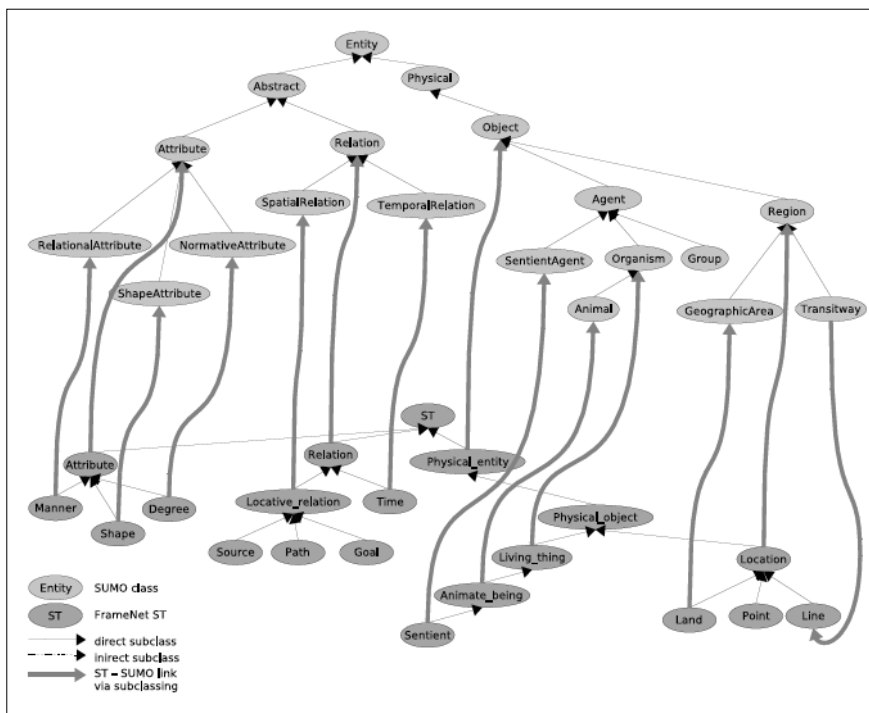 Entity
Abstract
Physical
Object
Attribute
Relation
SpatialRelation
TemporalRelation
Agent
Region
RelationalAttribute
NormativeAttribute
SentientAgent
Organism
Group
ShapeAttribute
Animal
GeographicArea
Transitway
ST
Attribute
Relation
Physical_entity
Manner
Degree
Locative_relation
Time
Physical_object
Shape
Source
Path
Goal
Living_thing
Location
Entity
SUMO class
Animate_being
ST
FrameNet ST
Land
Point
Line
Sentient
direct subclass
inirect subclass
ST – SUMO link
via subclassing